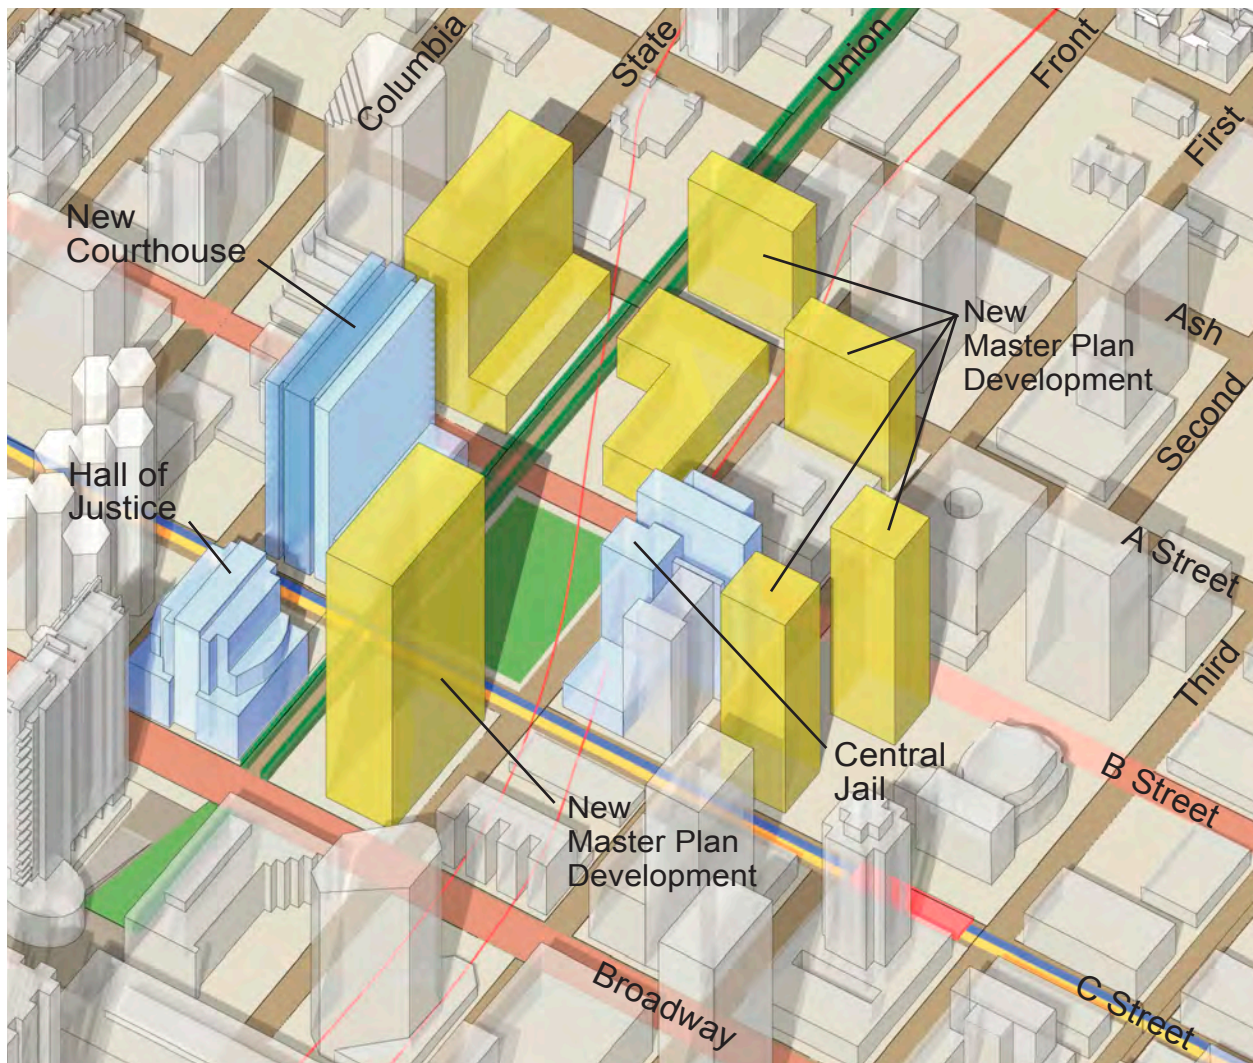 Columbia
State
Union
Front
First
New
Courthouse
New
Master Plan
Development
Ash
Second
Hall of
Justice
A Street
Third
Central
Jail
B Street
New
Master Plan
Development
Broadway
C Street